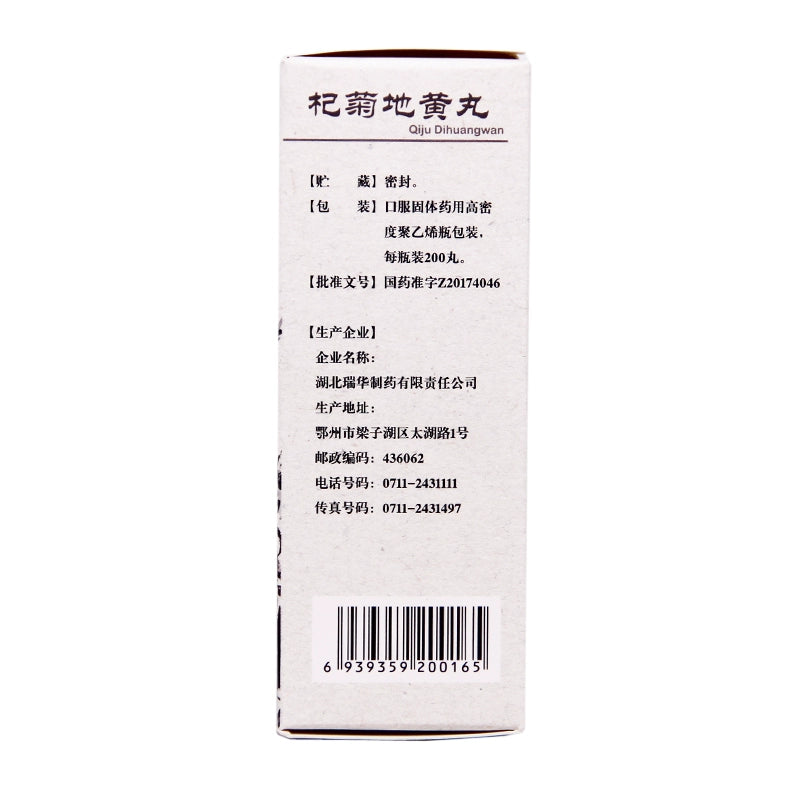 杞菊地黄丸
Qiju Dihuangwan
【贮 藏】密封。
【包 装】口服固体药用高密
度聚乙烯瓶包装，
每瓶装200丸。
【批准文号】国药准字Z20174046
【生产企业】
企业名称：
湖北瑞华制药有限责任公司
生产地址：
鄂州市梁子湖区太湖路1号
邮政编码：436062
电话号码：0711-2431111
传真号码：0711-2431497
6 939359 200165